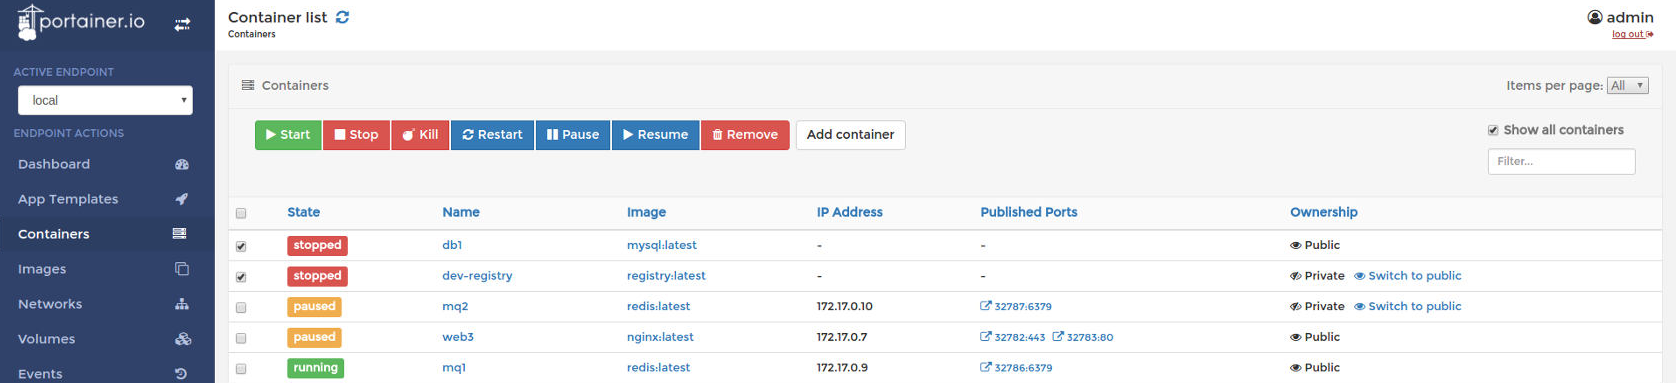 portainer.io
Container list
Containers
admin
log out
ACTIVE ENDPOINT
local
ENDPOINT ACTIONS
Dashboard
App Templates
Containers
Images
Networks
Volumes
Events
Containers
Items per page: All
Start Stop Kill Restart Pause Resume Remove Add container
Show all containers
Filter...
State Name Image IP Address Published Ports Ownership
stopped db1 mysql:latest - - Public
stopped dev-registry registry:latest - - Private Switch to public
paused mq2 redis:latest 172.17.0.10 32787:6379 Private Switch to public
paused web3 nginx:latest 172.17.0.7 32782:443 32783:80 Public
running mq1 redis:latest 172.17.0.9 32786:6379 Public